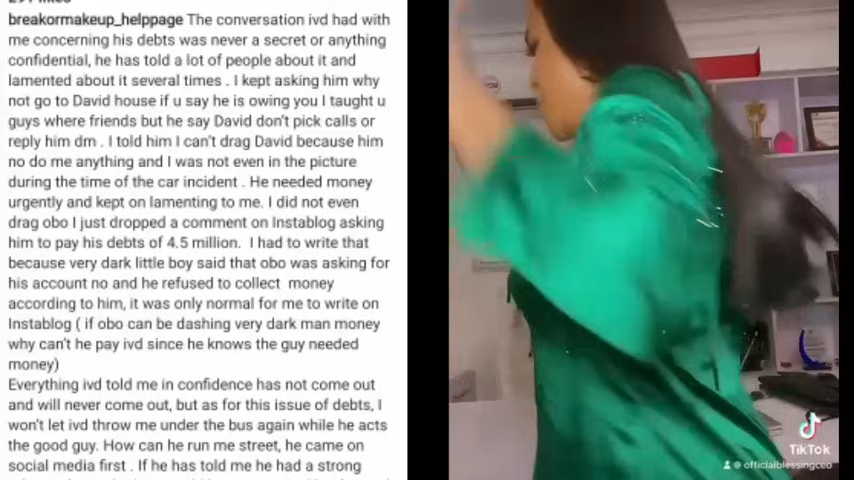 breakormakeup_helppage The conversation ivd had with
me concerning his debts was never a secret or anything
confidential, he has told a lot of people about it and
lamented about it several times . I kept asking him why
not go to David house if u say he is owing you I taught u
guys where friends but he say David don't pick calls or
reply him dm . I told him I can't drag David because him
no do me anything and I was not even in the picture
during the time of the car incident . He needed money
urgently and kept on lamenting to me. I did not even
drag obo I just dropped a comment on Instablog asking
him to pay his debts of 4.5 million.  I had to write that
because very dark little boy said that obo was asking for
his account no and he refused to collect  money
according to him, it was only normal for me to write on
Instablog ( if obo can be dashing very dark man money
why can't he pay ivd since he knows the guy needed
money)
Everything ivd told me in confidence has not come out
and will never come out, but as for this issue of debts, I
won't let ivd throw me under the bus again while he acts
the good guy. How can he run me street, he came on
social media first . If he has told me he had a strong
TikTok
@officialblessingceo